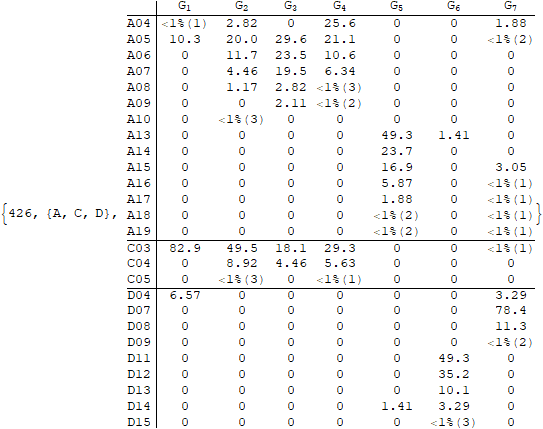 G1 G2 G3 G4 G5 G6 G7
A04 <1%(1) 2.82 0 25.6 0 0 1.88
A05 10.3 20.0 29.6 21.1 0 0 <1%(2)
A06 0 11.7 23.5 10.6 0 0 0
A07 0 4.46 19.5 6.34 0 0 0
A08 0 1.17 2.82 <1%(3) 0 0 0
A09 0 0 2.11 <1%(2) 0 0 0
A10 0 <1%(3) 0 0 0 0 0
A13 0 0 0 0 49.3 1.41 0
A14 0 0 0 0 23.7 0 0
A15 0 0 0 0 16.9 0 3.05
A16 0 0 0 0 5.87 0 <1%(1)
A17 0 0 0 0 1.88 0 <1%(1)
{426, {A, C, D}, A18 0 0 0 0 <1%(2) 0 <1%(1)}
A19 0 0 0 0 <1%(2) 0 <1%(1)
C03 82.9 49.5 18.1 29.3 0 0 <1%(1)
C04 0 8.92 4.46 5.63 0 0 0
C05 0 <1%(3) 0 <1%(1) 0 0 0
D04 6.57 0 0 0 0 0 3.29
D07 0 0 0 0 0 0 78.4
D08 0 0 0 0 0 0 11.3
D09 0 0 0 0 0 0 <1%(2)
D11 0 0 0 0 0 49.3 0
D12 0 0 0 0 0 35.2 0
D13 0 0 0 0 0 10.1 0
D14 0 0 0 0 1.41 3.29 0
D15 0 0 0 0 0 <1%(3) 0